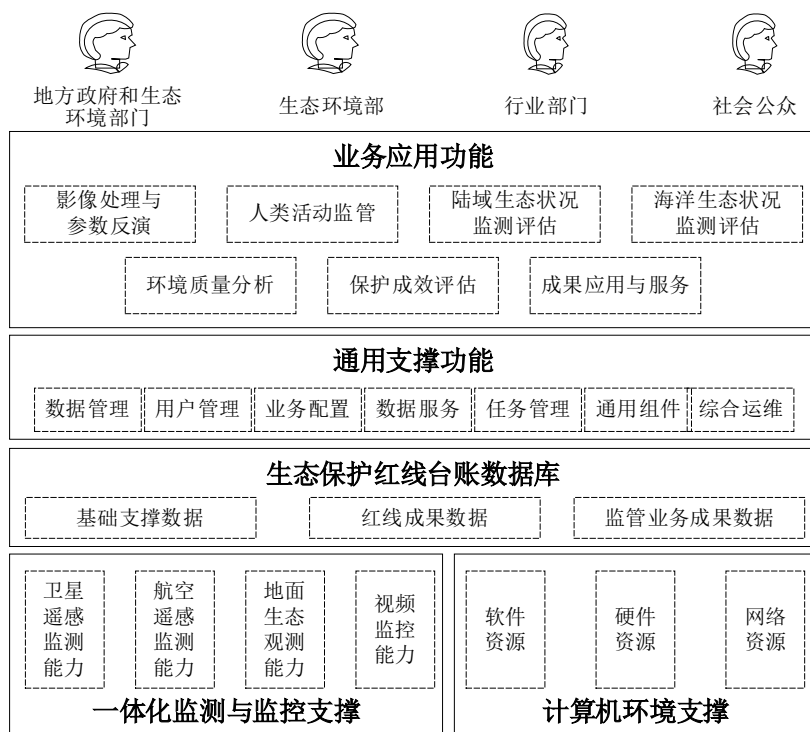 地方政府和生态
环境部门
生态环境部
行业部门
社会公众
业务应用功能
影像处理与
参数反演
人类活动监管
陆域生态状况
监测评估
海洋生态状况
监测评估
环境质量分析
保护成效评估
成果应用与服务
通用支撑功能
数据管理
用户管理
业务配置
数据服务
任务管理
通用组件
综合运维
生态保护红线台账数据库
基础支撑数据
红线成果数据
监管业务成果数据
卫星
遥感
监测
能力
航空
遥感
监测
能力
地面
生态
观测
能力
视频
监控
能力
一体化监测与监控支撑
软件
资源
硬件
资源
网络
资源
计算机环境支撑